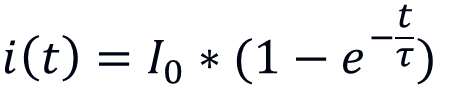 i(t) = I₀ * (1 − e^(−t/τ))